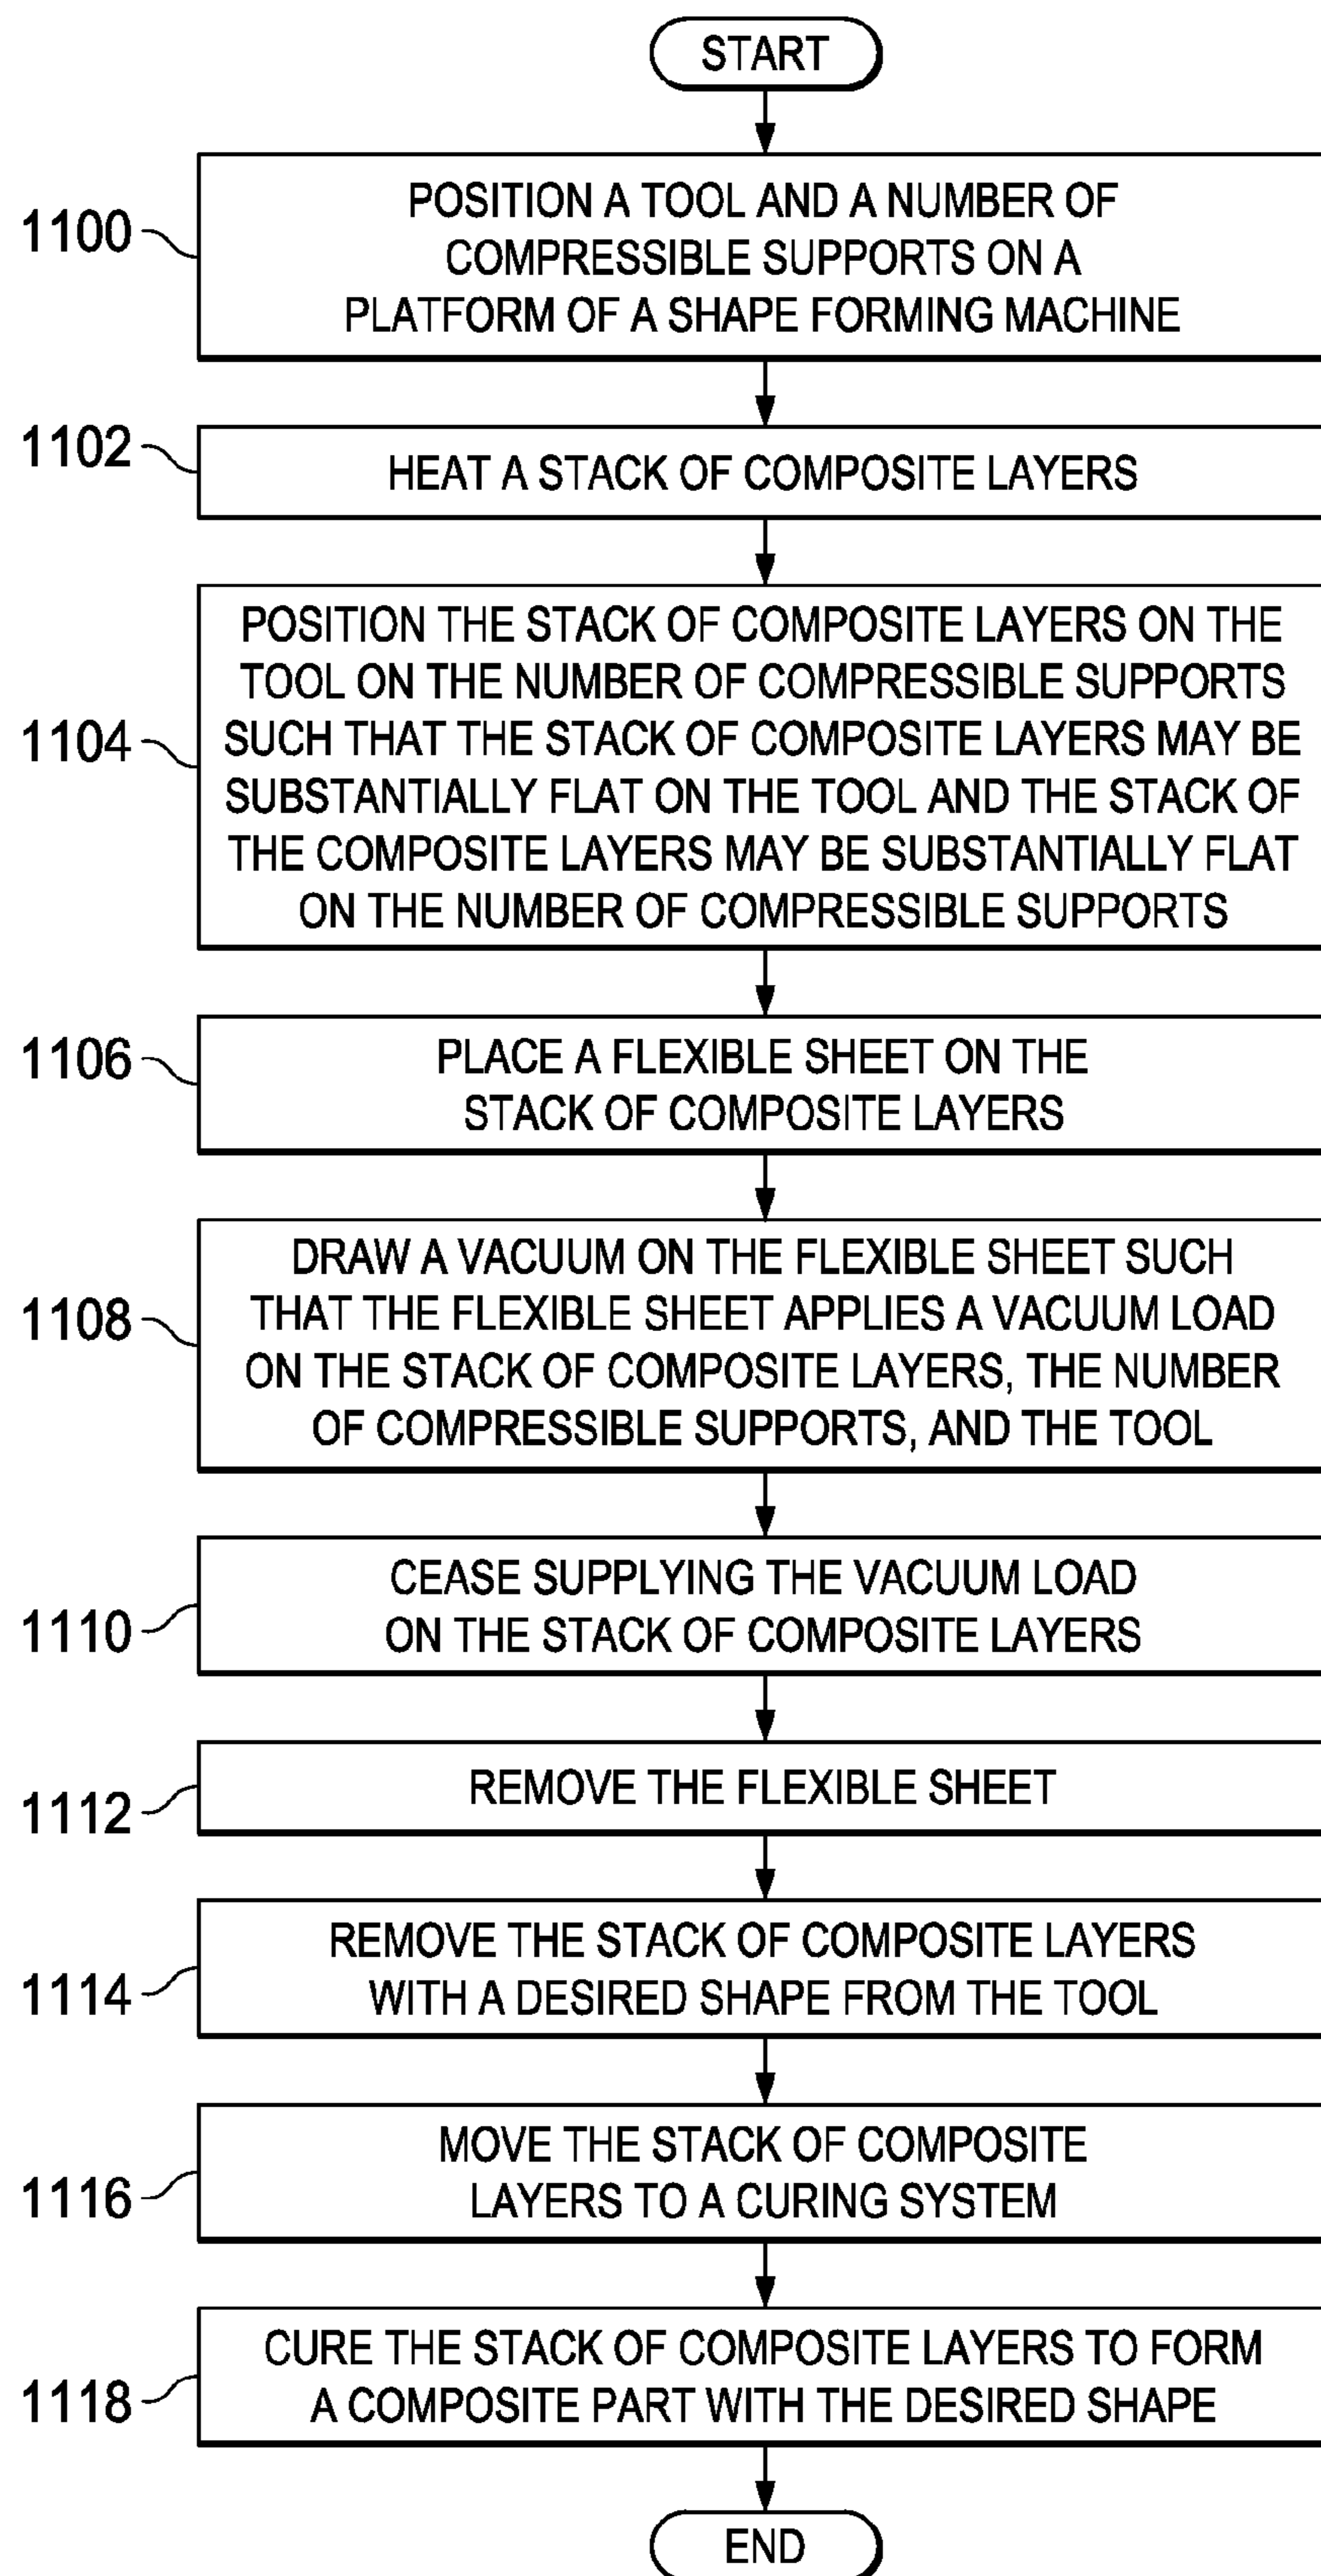 START
1100
POSITION A TOOL AND A NUMBER OF
COMPRESSIBLE SUPPORTS ON A
PLATFORM OF A SHAPE FORMING MACHINE
1102
HEAT A STACK OF COMPOSITE LAYERS
1104
POSITION THE STACK OF COMPOSITE LAYERS ON THE
TOOL ON THE NUMBER OF COMPRESSIBLE SUPPORTS
SUCH THAT THE STACK OF COMPOSITE LAYERS MAY BE
SUBSTANTIALLY FLAT ON THE TOOL AND THE STACK OF
THE COMPOSITE LAYERS MAY BE SUBSTANTIALLY FLAT
ON THE NUMBER OF COMPRESSIBLE SUPPORTS
1106
PLACE A FLEXIBLE SHEET ON THE
STACK OF COMPOSITE LAYERS
1108
DRAW A VACUUM ON THE FLEXIBLE SHEET SUCH
THAT THE FLEXIBLE SHEET APPLIES A VACUUM LOAD
ON THE STACK OF COMPOSITE LAYERS, THE NUMBER
OF COMPRESSIBLE SUPPORTS, AND THE TOOL
1110
CEASE SUPPLYING THE VACUUM LOAD
ON THE STACK OF COMPOSITE LAYERS
1112
REMOVE THE FLEXIBLE SHEET
1114
REMOVE THE STACK OF COMPOSITE LAYERS
WITH A DESIRED SHAPE FROM THE TOOL
1116
MOVE THE STACK OF COMPOSITE
LAYERS TO A CURING SYSTEM
1118
CURE THE STACK OF COMPOSITE LAYERS TO FORM
A COMPOSITE PART WITH THE DESIRED SHAPE
END